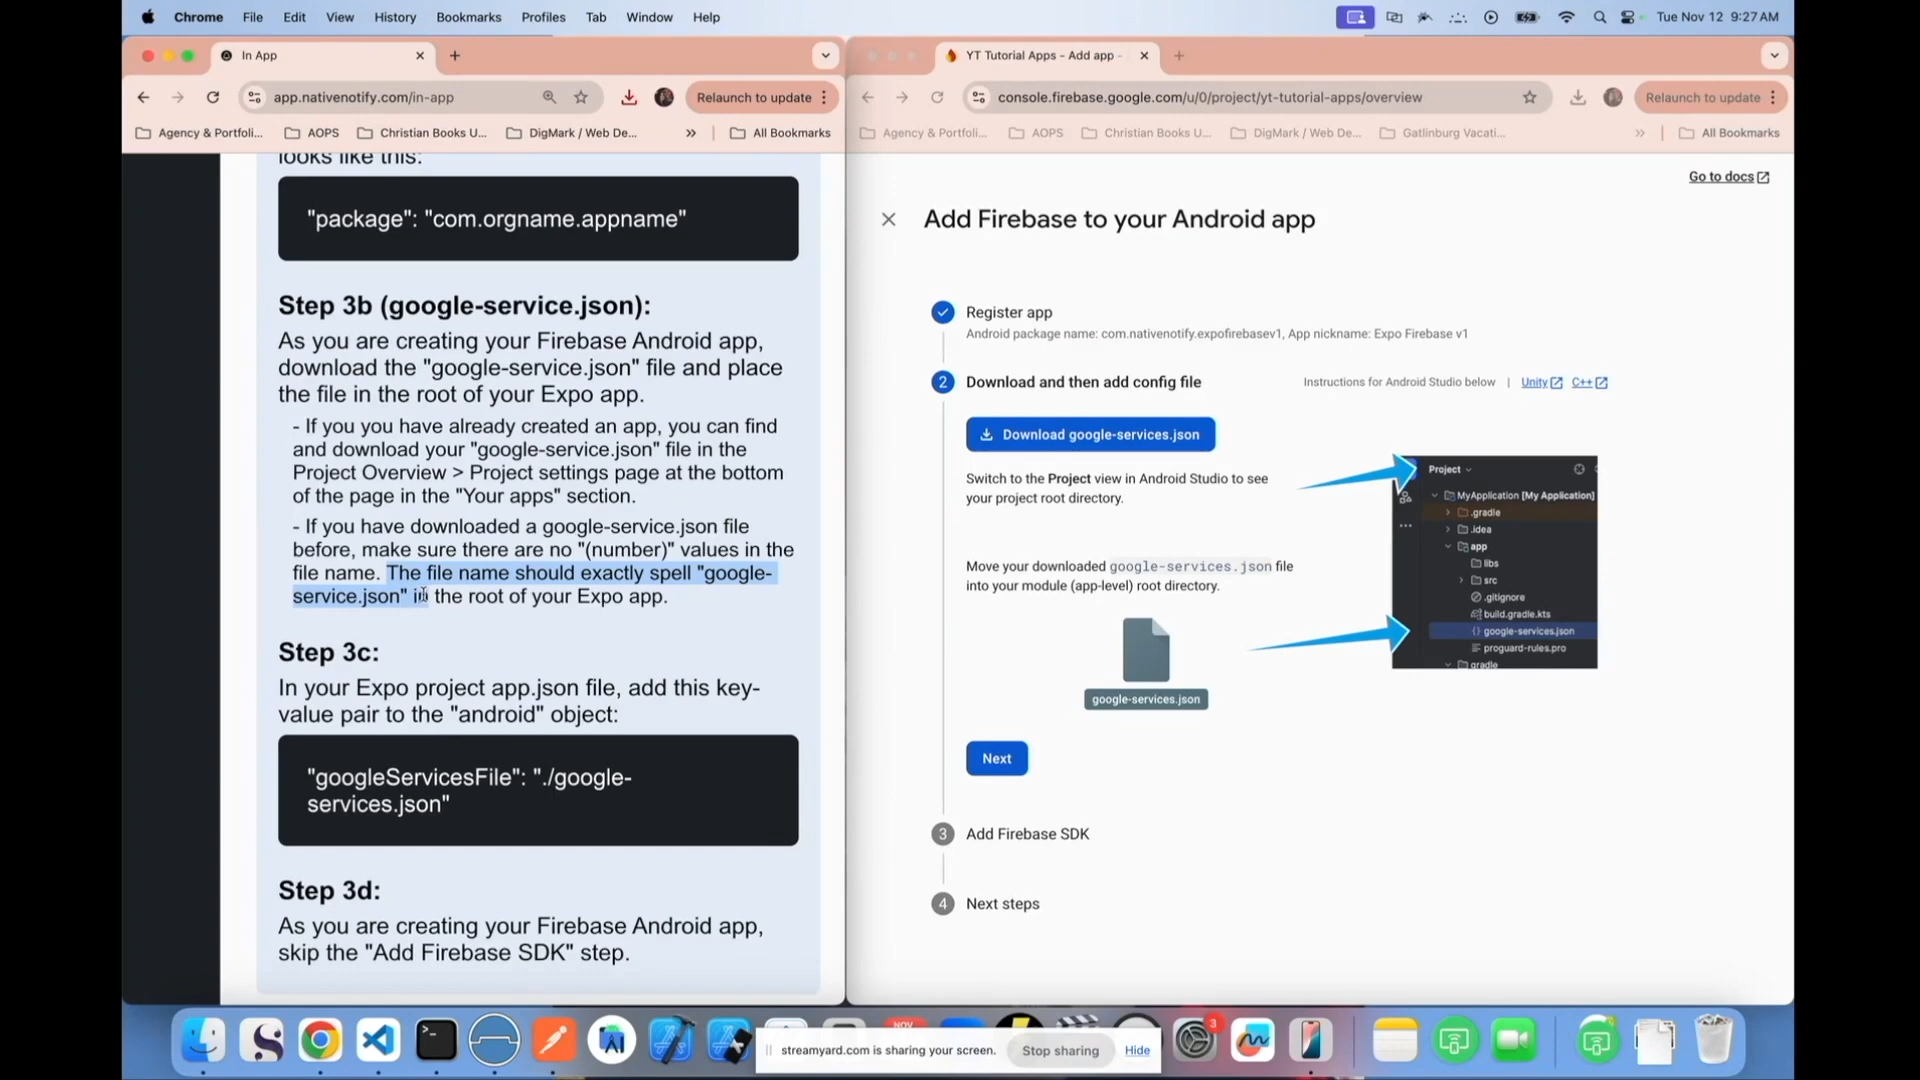 Chrome File Edit View History Bookmarks Profiles Tab Window Help
Tue Nov 12 9:27 AM
In App
app.nativenotify.com/in-app
Relaunch to update
Agency & Portfoli... AOPS Christian Books U... DigMark / Web De... » All Bookmarks
looks like this:
"package": "com.orgname.appname"
Step 3b (google-service.json):
As you are creating your Firebase Android app,
download the "google-service.json" file and place
the file in the root of your Expo app.
- If you you have already created an app, you can find
and download your "google-service.json" file in the
Project Overview > Project settings page at the bottom
of the page in the "Your apps" section.
- If you have downloaded a google-service.json file
before, make sure there are no "(number)" values in the
file name. The file name should exactly spell "google-
service.json" in the root of your Expo app.
Step 3c:
In your Expo project app.json file, add this key-
value pair to the "android" object:
"googleServicesFile": "./google-
services.json"
Step 3d:
As you are creating your Firebase Android app,
skip the "Add Firebase SDK" step.
YT Tutorial Apps - Add app -
console.firebase.google.com/u/0/project/yt-tutorial-apps/overview
Relaunch to update
Agency & Portfoli... AOPS Christian Books U... DigMark / Web De... Gatlinburg Vacati... » All Bookmarks
Go to docs
Add Firebase to your Android app
Register app
Android package name: com.nativenotify.expofirebasev1, App nickname: Expo Firebase v1
2 Download and then add config file
Instructions for Android Studio below | Unity C++
Download google-services.json
Switch to the Project view in Android Studio to see
your project root directory.
Move your downloaded google-services.json file
into your module (app-level) root directory.
google-services.json
Project
MyApplication [My Application]
.gradle
.idea
app
libs
src
.gitignore
build.gradle.kts
google-services.json
proguard-rules.pro
gradle
Next
3 Add Firebase SDK
4 Next steps
NOV
3
streamyard.com is sharing your screen. Stop sharing Hide